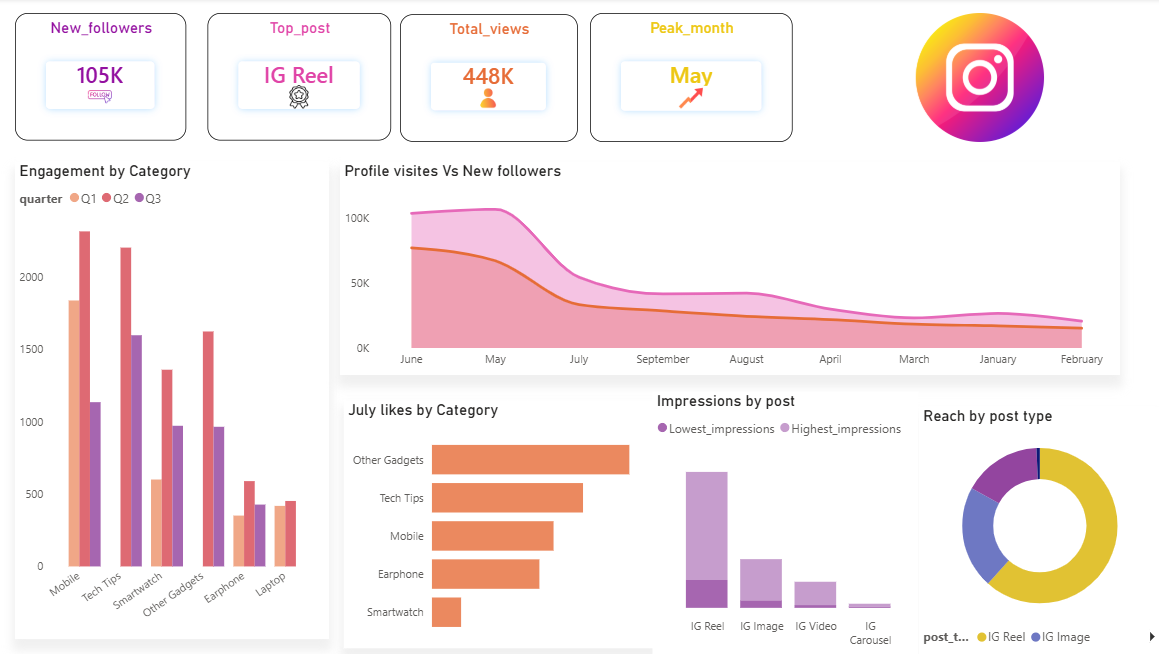 New_followers
105K
FOLLOW
Top_post
IG Reel
Total_views
448K
Peak_month
May
Engagement by Category
quarter Q1 Q2 Q3
2000
1500
1000
500
0
Mobile
Tech Tips
Smartwatch
Other Gadgets
Earphone
Laptop
Profile visites Vs New followers
100K
50K
0K
June May July September August April March January February
July likes by Category
Other Gadgets
Tech Tips
Mobile
Earphone
Smartwatch
Impressions by post
Lowest_impressions Highest_impressions
IG Reel IG Image IG Video IG
Carousel
Reach by post type
post_t... IG Reel IG Image